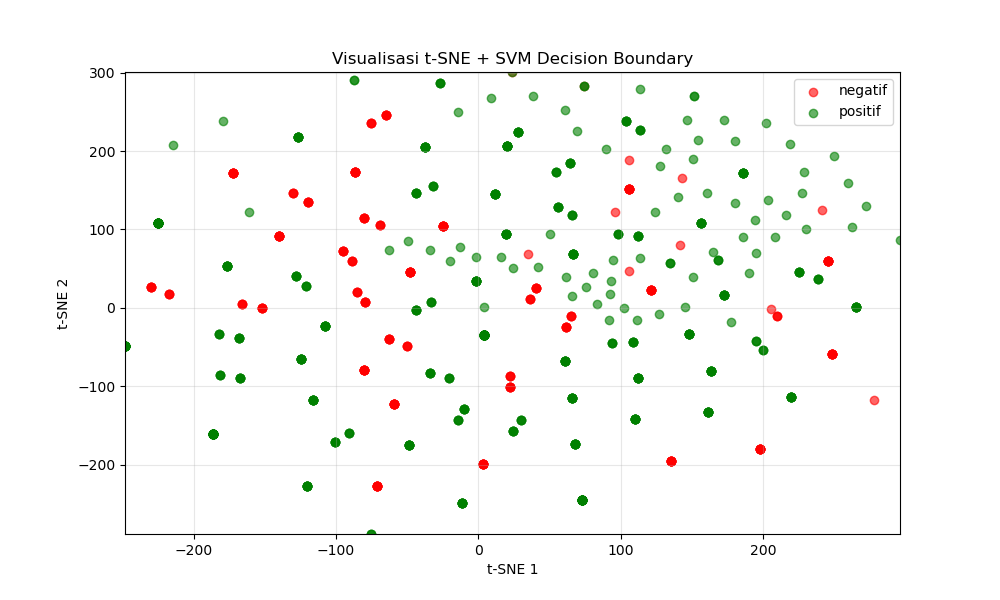 Visualisasi t-SNE + SVM Decision Boundary
negatif
positif
300
200
100
0
−100
−200
t-SNE 2
−200
−100
0
100
200
t-SNE 1